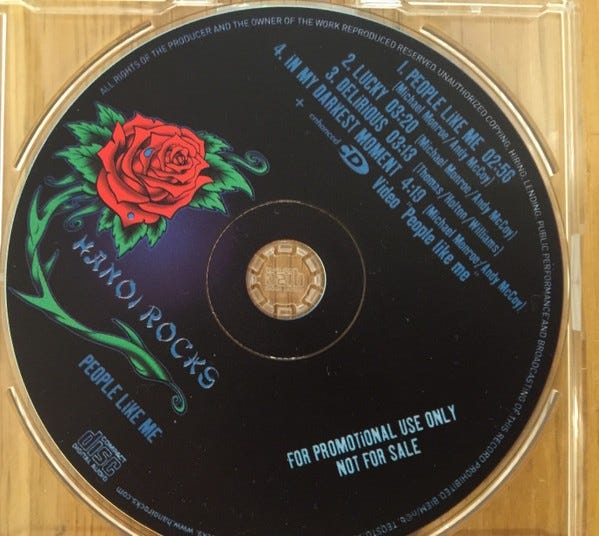 ALL RIGHTS OF THE PRODUCER AND THE OWNER OF THE WORK REPRODUCED RESERVED. UNAUTHORIZED COPYING, HIRING, LENDING, PUBLIC PERFORMANCE AND BROADCASTING OF THIS RECORD PROHIBITED
1. PEOPLE LIKE ME 02:56
(Michael Monroe/Andy McCoy)
2. LUCKY 03:20 (Michael Monroe/Andy McCoy)
3. DELIRIOUS 03:13 (Thomas/Holton/Williams)
4. IN MY DARKEST MOMENT 4:19 (Michael Monroe/Andy McCoy)
+ enhanced CD Video "People like me
HANOI ROCKS
PEOPLE LIKE ME
FOR PROMOTIONAL USE ONLY
NOT FOR SALE
COMPACT
disc
DIGITAL AUDIO
www.hanoirocks.com